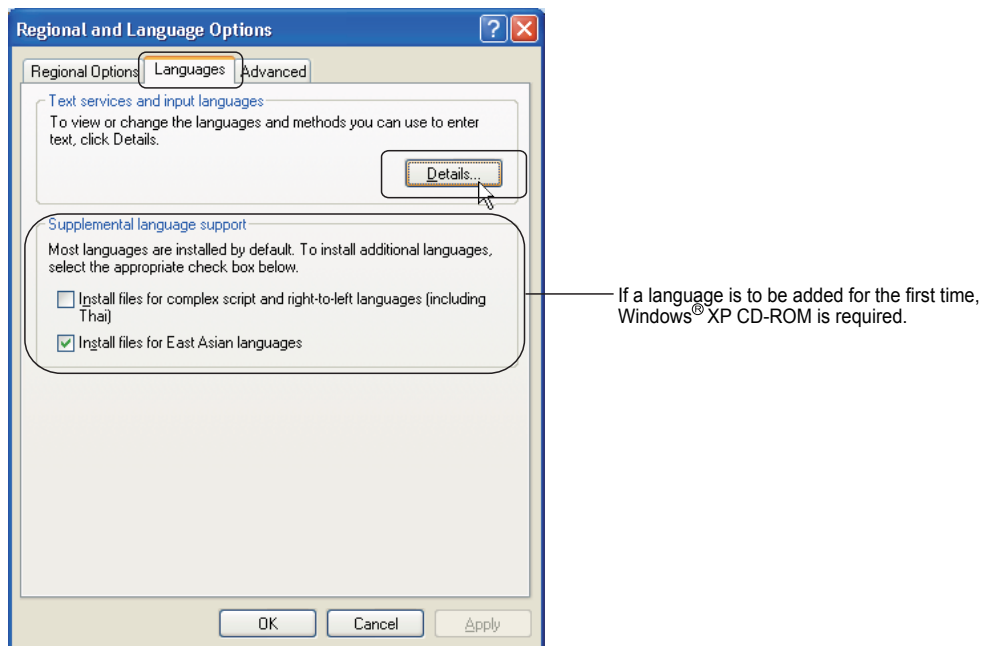 Regional and Language Options
Regional Options Languages Advanced
Text services and input languages
To view or change the languages and methods you can use to enter
text, click Details.
Details...
Supplemental language support
Most languages are installed by default. To install additional languages,
select the appropriate check box below.
Install files for complex script and right-to-left languages (including
Thai)
Install files for East Asian languages
If a language is to be added for the first time,
Windows® XP CD-ROM is required.
OK Cancel Apply